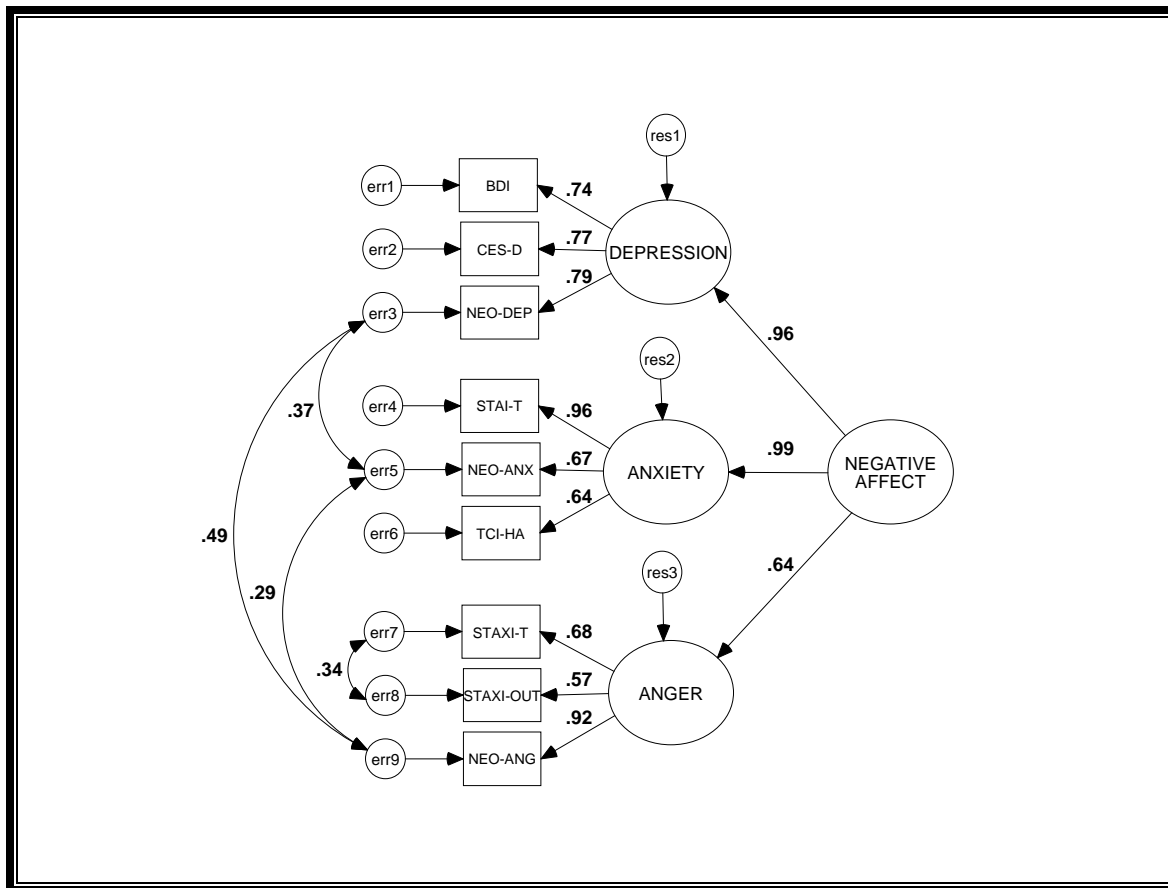 res1
err1
BDI
.74
err2
CES-D
.77
DEPRESSION
err3
NEO-DEP
.79
.96
res2
.37
err4
STAI-T
.96
err5
NEO-ANX
.67
ANXIETY
.99
NEGATIVE
AFFECT
.64
err6
TCI-HA
.49
.29
.64
res3
err7
STAXI-T
.68
.34
err8
STAXI-OUT
.57
ANGER
.92
err9
NEO-ANG